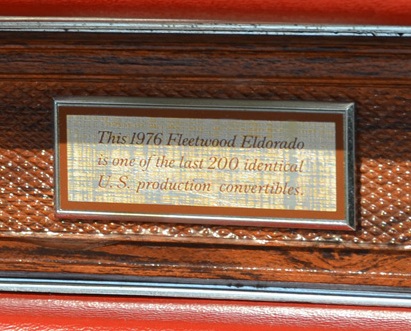 This 1976 Fleetwood Eldorado
is one of the last 200 identical
U. S. production convertibles.